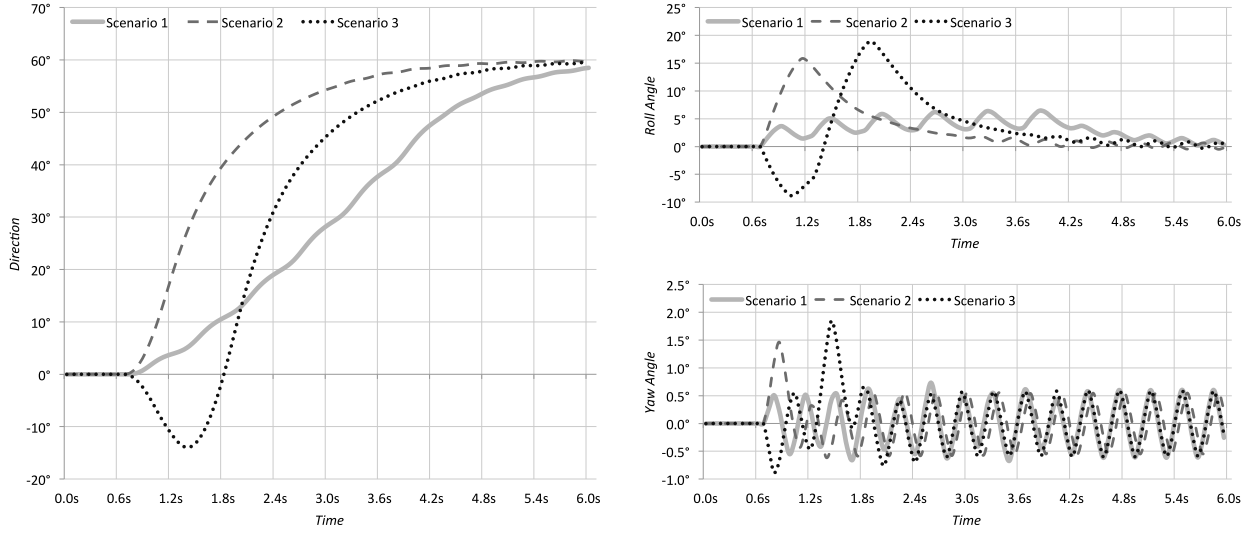 70°
60°
50°
40°
30°
20°
10°
0°
-10°
-20°
Direction
Scenario 1 Scenario 2 Scenario 3
0.0s 0.6s 1.2s 1.8s 2.4s 3.0s 3.6s 4.2s 4.8s 5.4s 6.0s
Time
25°
20°
15°
10°
5°
0°
-5°
-10°
Roll Angle
Scenario 1 Scenario 2 Scenario 3
0.0s 0.6s 1.2s 1.8s 2.4s 3.0s 3.6s 4.2s 4.8s 5.4s 6.0s
Time
2.5°
2.0°
1.5°
1.0°
0.5°
0.0°
-0.5°
-1.0°
Yaw Angle
Scenario 1 Scenario 2 Scenario 3
0.0s 0.6s 1.2s 1.8s 2.4s 3.0s 3.6s 4.2s 4.8s 5.4s 6.0s
Time